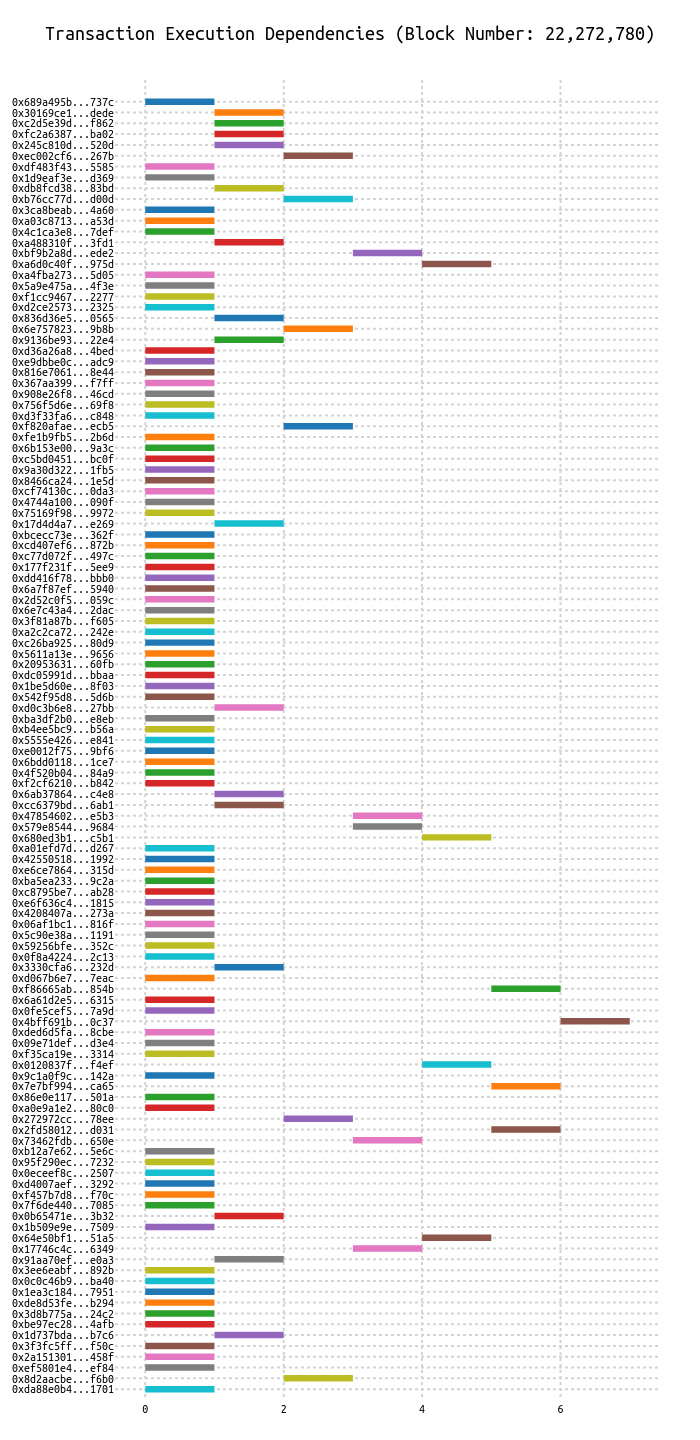 Transaction Execution Dependencies (Block Number: 22,272,780)
0x689a495b...737c
0x30169ce1...dede
0xc2d5e39d...f862
0xfc2a6387...ba02
0x245c810d...520d
0xec002cf6...267b
0xdf483f43...5585
0x1d9eaf3e...d369
0xdb8fcd38...83bd
0xb76cc77d...d00d
0x3ca8beab...4a60
0xa03c8713...a53d
0x4c1ca3e8...7def
0xa488310f...3fd1
0xbf9b2a8d...ede2
0xa6d0c40f...975d
0xa4fba273...5d05
0x5a9e475a...4f3e
0xf1cc9467...2277
0xd2ce2573...2325
0x836d36e5...0565
0x6e757823...9b8b
0x9136be93...22e4
0xd36a26a8...4bed
0xe9dbbe0c...adc9
0x816e7061...8e44
0x367aa399...f7ff
0x908e26f8...46cd
0x756f5d6e...69f8
0xd3f33fa6...c848
0xf820afae...ecb5
0xfe1b9fb5...2b6d
0x6b153e00...9a3c
0xc5bd0451...bc0f
0x9a30d322...1fb5
0x8466ca24...1e5d
0xcf74130c...0da3
0x4744a100...090f
0x75169f98...9972
0x17d4d4a7...e269
0xbcecc73e...362f
0xcd407ef6...872b
0xc77d072f...497c
0x177f231f...5ee9
0xdd416f78...bbb0
0x6a7f87ef...5940
0x2d52c0f5...059c
0x6e7c43a4...2dac
0x3f81a87b...f605
0xa2c2ca72...242e
0xc26ba925...80d9
0x5611a13e...9656
0x20953631...60fb
0xdc05991d...bbaa
0x1be5d60e...8f03
0x542f95d8...5d6b
0xd0c3b6e8...27bb
0xba3df2b0...e8eb
0xb4ee5bc9...b56a
0x5555e426...e841
0xe0012f75...9bf6
0x6bdd0118...1ce7
0x4f520b04...84a9
0xf2cf6210...b842
0x6ab37864...c4e8
0xcc6379bd...6ab1
0x47854602...e5b3
0x579e8544...9684
0x680ed3b1...c5b1
0xa01efd7d...d267
0x42550518...1992
0xe6ce7864...315d
0xba5ea233...9c2a
0xc8795be7...ab28
0xe6f636c4...1815
0x4208407a...273a
0x06af1bc1...816f
0x5c90e38a...1191
0x59256bfe...352c
0x0f8a4224...2c13
0x3330cfa6...232d
0xd067b6e7...7eac
0xf86665ab...854b
0x6a61d2e5...6315
0x0fe5cef5...7a9d
0x4bff691b...0c37
0xded6d5fa...8cbe
0x09e71def...d3e4
0xf35ca19e...3314
0x0120837f...f4ef
0x9c1a0f9c...142a
0x7e7bf994...ca65
0x86e0e117...501a
0xa0e9a1e2...80c0
0x272972cc...78ee
0x2fd58012...d031
0x73462fdb...650e
0xb12a7e62...5e6c
0x95f290ec...7232
0x0eceef8c...2507
0xd4007aef...3292
0xf457b7d8...f70c
0x7f6de440...7085
0x0b65471e...3b32
0x1b509e9e...7509
0x64e50bf1...51a5
0x17746c4c...6349
0x91aa70ef...e0a3
0x3ee6eabf...892b
0x0c0c46b9...ba40
0x1ea3c184...7951
0xde8d53fe...b294
0x3d8b775a...24c2
0xbe97ec28...4afb
0x1d737bda...b7c6
0x3f3fc5ff...f50c
0x2a151301...458f
0xef5801e4...ef84
0x8d2aacbe...f6b0
0xda88e0b4...1701
0 2 4 6